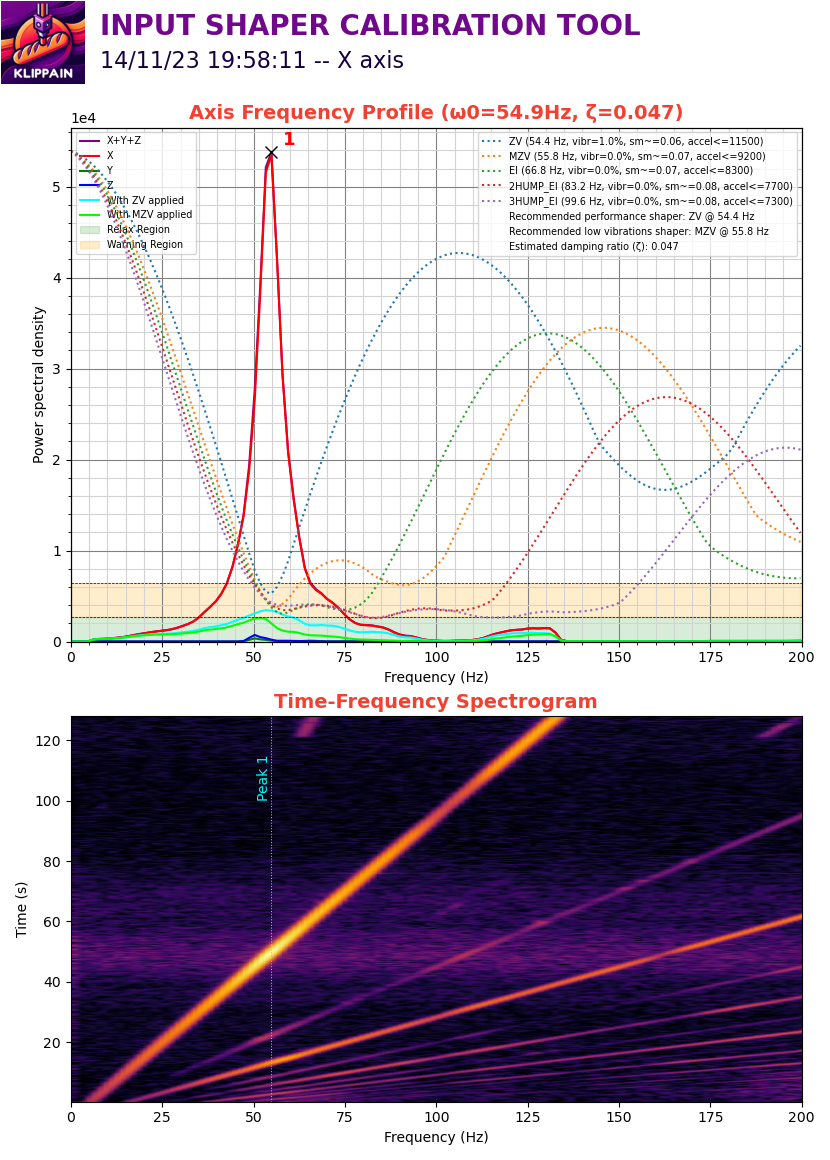 INPUT SHAPER CALIBRATION TOOL
KLIPPAIN
14/11/23 19:58:11 -- X axis
Axis Frequency Profile (ω0=54.9Hz, ζ=0.047)
1e4
1
X+Y+Z
X
Y
Z
With ZV applied
With MZV applied
Relax Region
Warning Region
ZV (54.4 Hz, vibr=1.0%, sm~=0.06, accel<=11500)
MZV (55.8 Hz, vibr=0.0%, sm~=0.07, accel<=9200)
EI (66.8 Hz, vibr=0.0%, sm~=0.07, accel<=8300)
2HUMP_EI (83.2 Hz, vibr=0.0%, sm~=0.08, accel<=7700)
3HUMP_EI (99.6 Hz, vibr=0.0%, sm~=0.08, accel<=7300)
Recommended performance shaper: ZV @ 54.4 Hz
Recommended low vibrations shaper: MZV @ 55.8 Hz
Estimated damping ratio (ζ): 0.047
Power spectral density
5
4
3
2
1
0
0 25 50 75 100 125 150 175 200
Frequency (Hz)
Time-Frequency Spectrogram
Peak 1
Time (s)
120
100
80
60
40
20
0 25 50 75 100 125 150 175 200
Frequency (Hz)